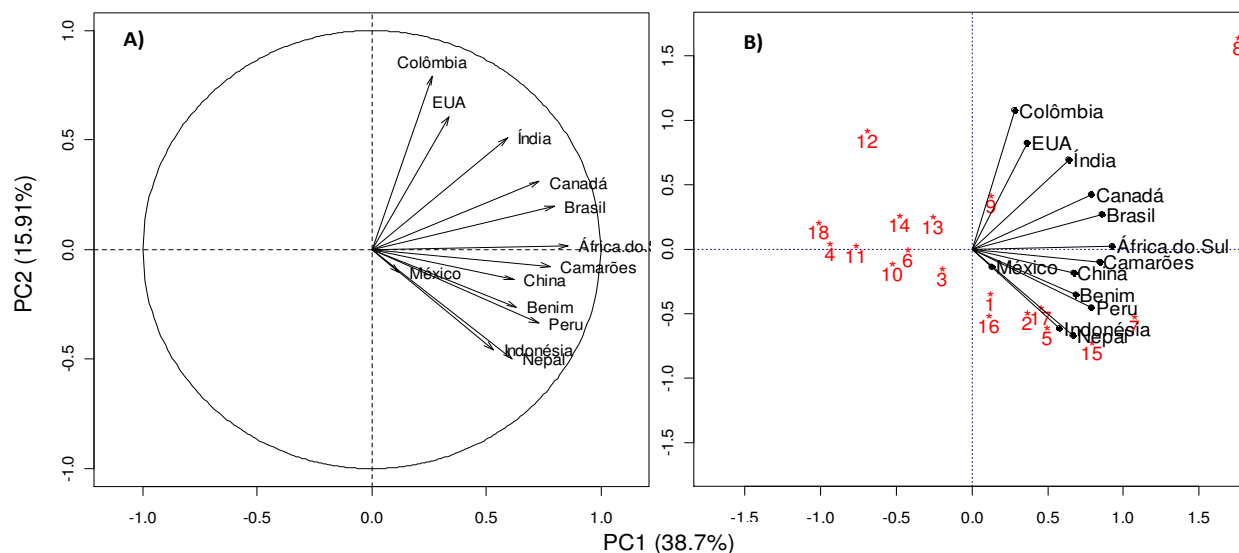 A)
Colômbia
EUA
Índia
Canadá
Brasil
África.do.S
México
Camarões
China
Benim
Peru
Indonésia
Nepal
1.0
0.5
0.0
-0.5
-1.0
-1.0
-0.5
0.0
0.5
1.0
PC2 (15.91%)
B)
8
Colômbia
12
EUA
Índia
Canadá
9
Brasil
18
14
13
África.do.Sul
4
11
6
Camarões
10
México
China
3
Benim
1
Peru
16
2
17
7
5
Indonésia
Nepal
15
1.5
1.0
0.5
0.0
-0.5
-1.0
-1.5
-1.5
-1.0
-0.5
0.0
0.5
1.0
1.5
PC1 (38.7%)